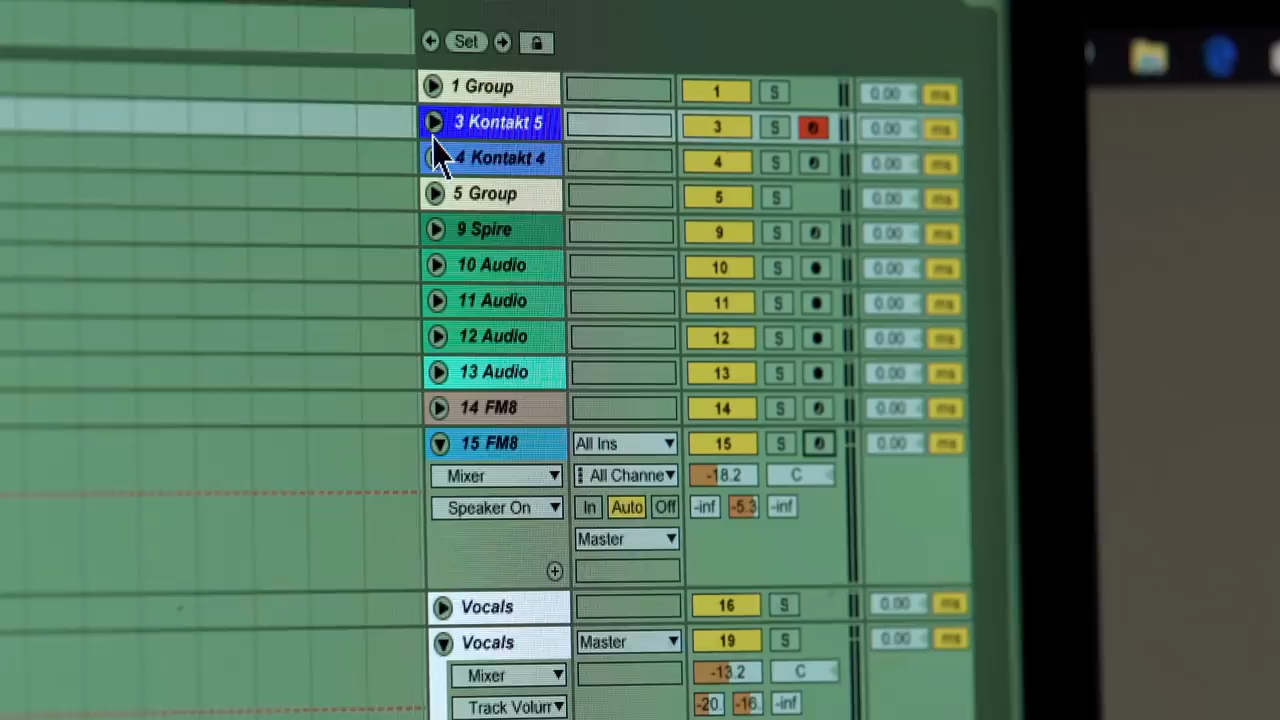 Set
1 Group 1 S 0.00 ms
3 Kontakt 5 3 S 0.00 ms
4 Kontakt 4 4 S 0.00 ms
5 Group 5 S 0.00 ms
9 Spire 9 S 0.00 ms
10 Audio 10 S 0.00 ms
11 Audio 11 S 0.00 ms
12 Audio 12 S 0.00 ms
13 Audio 13 S 0.00 ms
14 FM8 14 S 0.00 ms
15 FM8 All Ins 15 S 0.00 ms
Mixer All Channe -18.2 C
Speaker On In Auto Off -inf -5.3 -inf
Master
Vocals 16 S 0.00 ms
Vocals Master 19 S 0.00 ms
Mixer -13.2 C
Track Volum -20. -16. -inf